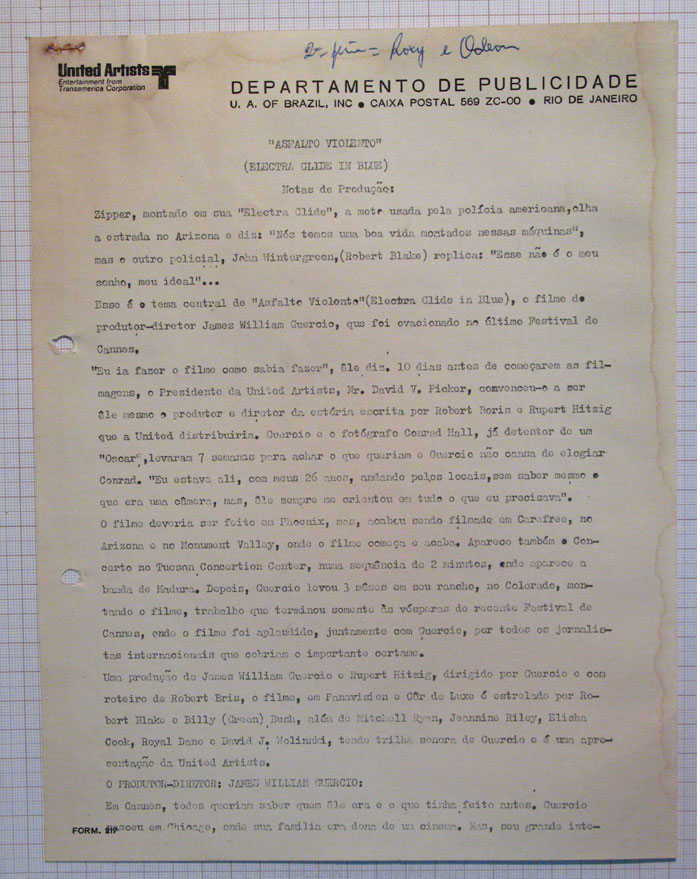 2ª feira = Roxy e Odeon
United Artists
Entertainment from
Transamerica Corporation
DEPARTAMENTO DE PUBLICIDADE
U. A. OF BRAZIL, INC ● CAIXA POSTAL 569 ZC-00 ● RIO DE JANEIRO
"ASFALTO VIOLENTO"
(ELECTRA GLIDE IN BLUE)
Notas de Produção:
Zipper, montado em sua "Electra Glide", a moto usada pela polícia americana,olha
a estrada no Arizona e diz: "Nós temos uma boa vida montados nessas máquinas",
mas o outro policial, John Wintergreen,(Robert Blake) replica: "Esse não é o meu
sonho, meu ideal"...
Esse é o tema central de "Asfalto Violento"(Electra Glide in Blue), o filme do
produtor-diretor James William Guercio, que foi ovacionado no último Festival de
Cannes.
"Eu ia fazer o filme como sabia fazer", êle diz. 10 dias antes de começarem as fil-
magens, o Presidente da United Artists, Mr. David V. Picker, convenceu-o a ser
êle mesmo o produtor e diretor da estória escrita por Robert Boris e Rupert Hitzig
que a United distribuiria. Guercio e o fotógrafo Conrad Hall, já detentor de um
"Oscar",levaram 7 semanas para achar o que queriam e Guercio não cansa de elogiar
Conrad. "Eu estava ali, com meus 26 anos, andando pelos locais,sem saber mesmo o
que era uma câmera, mas, êle sempre me orientou em tudo o que eu precisava".
O filme deveria ser feito em Phoenix, mas, acabou sendo filmado em Carefree, no
Arizona e no Monument Valley, onde o filme começa e acaba. Aparece também o Con-
certo no Tucson Concertion Center, numa sequência de 2 minutos, onde aparece a
banda de Madura. Depois, Guercio levou 3 mêses em seu rancho, no Colorado, mon-
tando o filme, trabalho que terminou somente às vésperas do recente Festival de
Cannes, onde o filme foi aplaudido, juntamente com Guercio, por todos os jornalis-
tas internacionais que cobriam o importante certame.
Uma produção de James William Guercio e Rupert Hitzig, dirigido por Guercio e com
roteiro de Robert Bris, o filme, em Panavision e Côr de Luxe é estrelado por Ro-
bert Blake e Billy (Green) Bush, além de Mitchell Ryan, Jeannine Riley, Elisha
Cook, Royal Dano e David J. Wolinski, tendo trilha sonora de Guercio e é uma apre-
sentação da United Artists.
O PRODUTOR-DIRETOR: JAMES WILLIAM GUERCIO:
Em Cannes, todos queriam saber quem êle era e o que tinha feito antes. Guercio
nasceu em Chicago, onde sua familia era dona de um cinema. Mas, seu grande inte-
FORM. 217